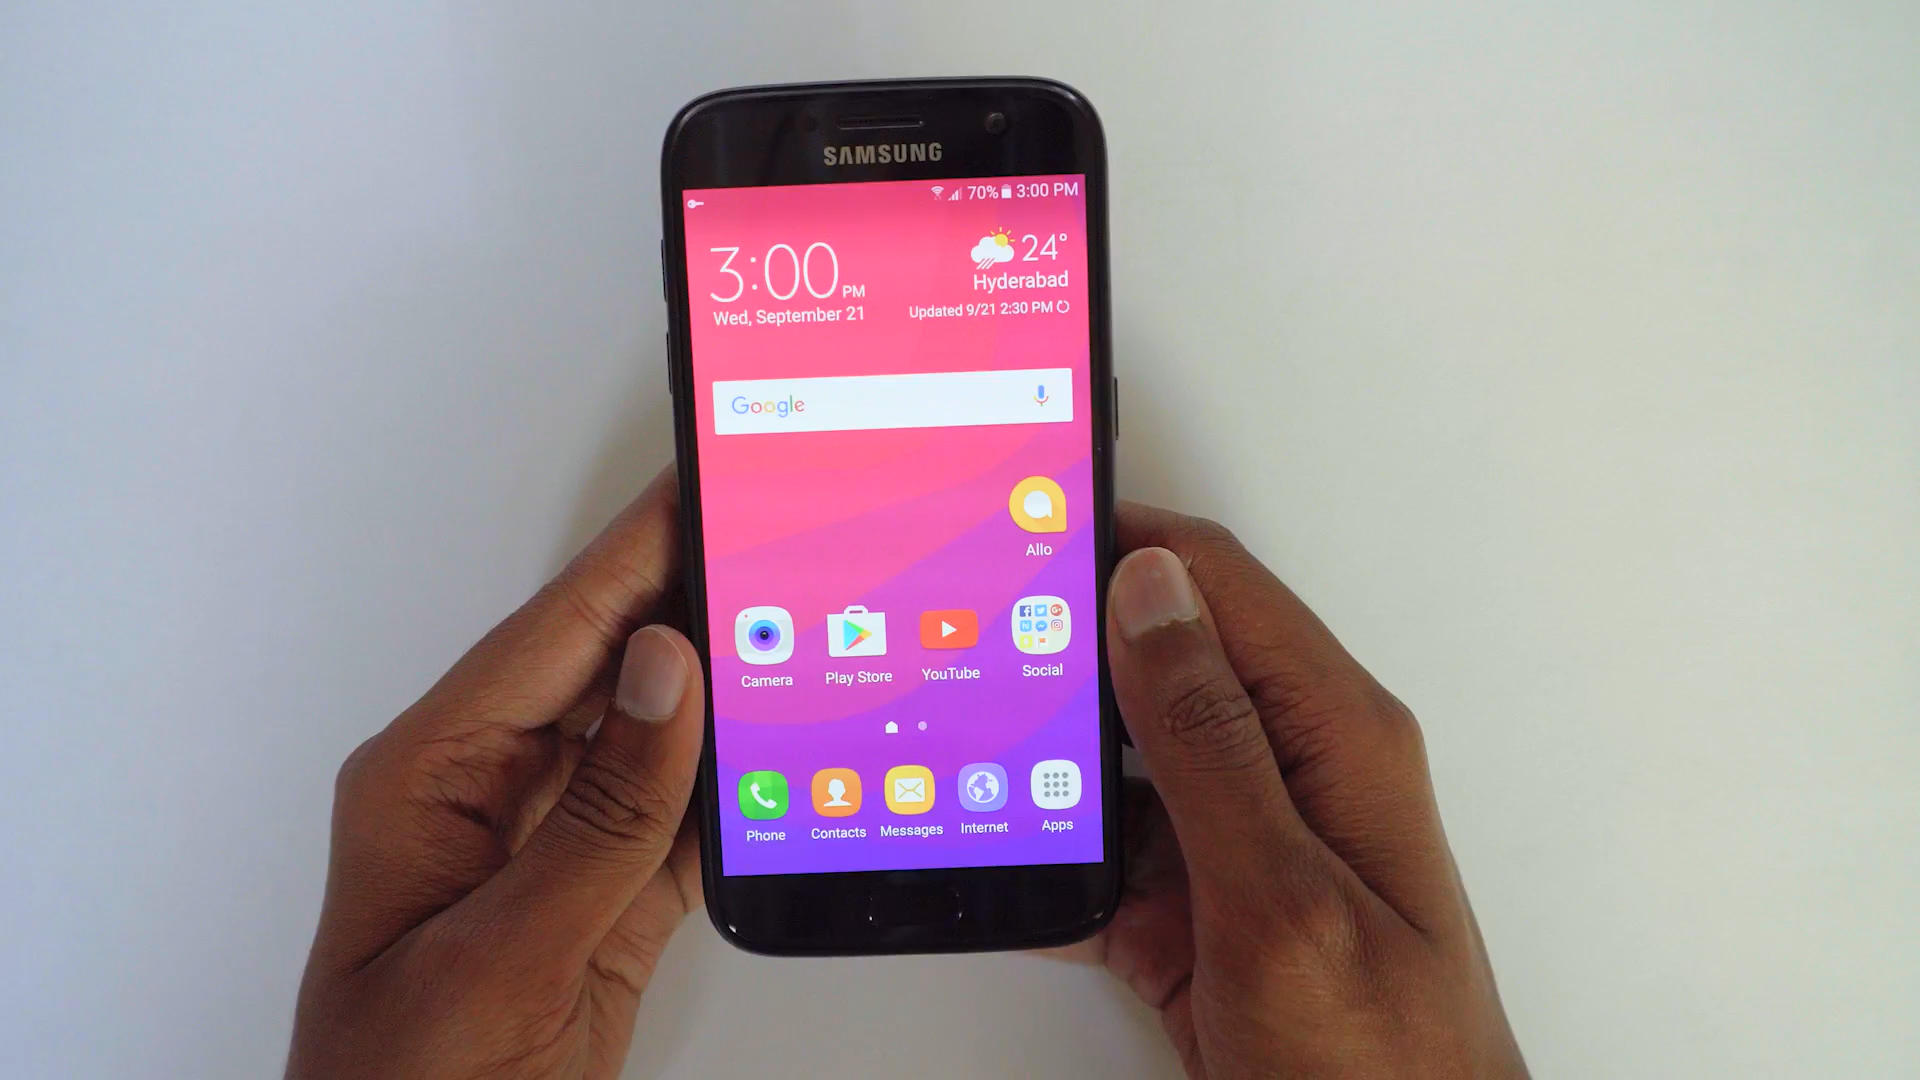 SAMSUNG
70% 3:00 PM
3:00 PM
Wed, September 21
24°
Hyderabad
Updated 9/21 2:30 PM
Google
Allo
Camera
Play Store
YouTube
Social
Phone
Contacts
Messages
Internet
Apps